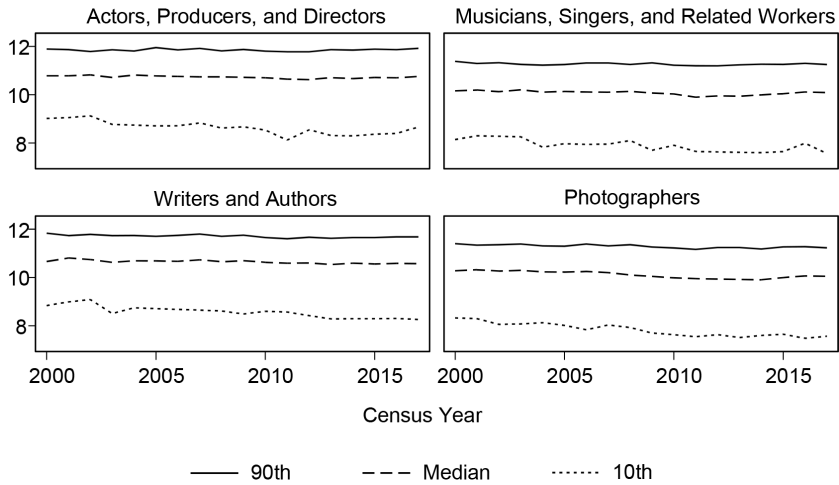 Actors, Producers, and Directors
Musicians, Singers, and Related Workers
12
10
8
Writers and Authors
Photographers
12
10
8
2000 2005 2010 2015 2000 2005 2010 2015
Census Year
90th Median 10th